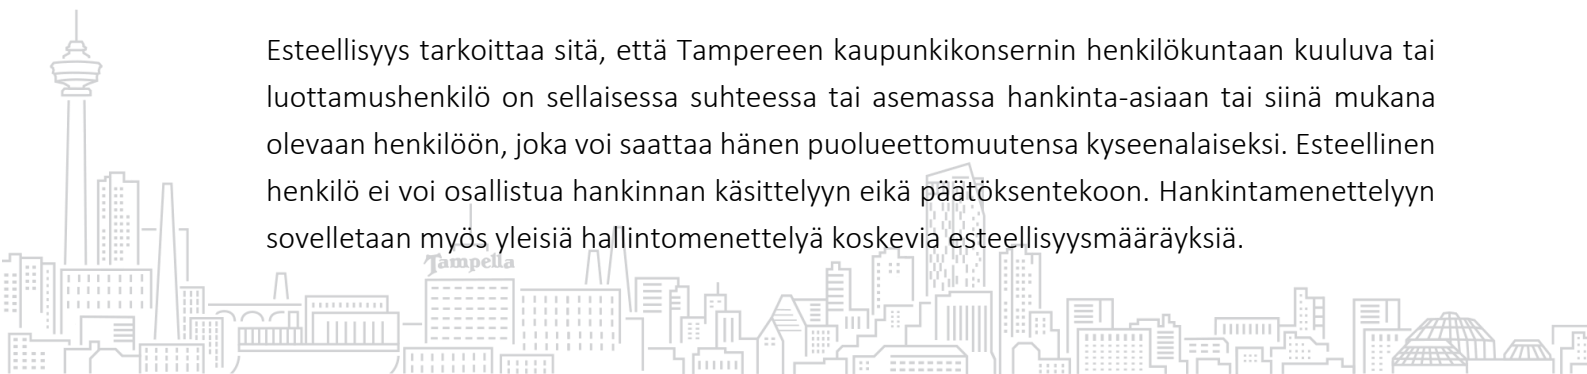 Esteellisyys tarkoittaa sitä, että Tampereen kaupunkikonsernin henkilökuntaan kuuluva tai
luottamushenkilö on sellaisessa suhteessa tai asemassa hankinta-asiaan tai siinä mukana
olevaan henkilöön, joka voi saattaa hänen puolueettomuutensa kyseenalaiseksi. Esteellinen
henkilö ei voi osallistua hankinnan käsittelyyn eikä päätöksentekoon. Hankintamenettelyyn
sovelletaan myös yleisiä hallintomenettelyä koskevia esteellisyysmääräyksiä.
Tampella